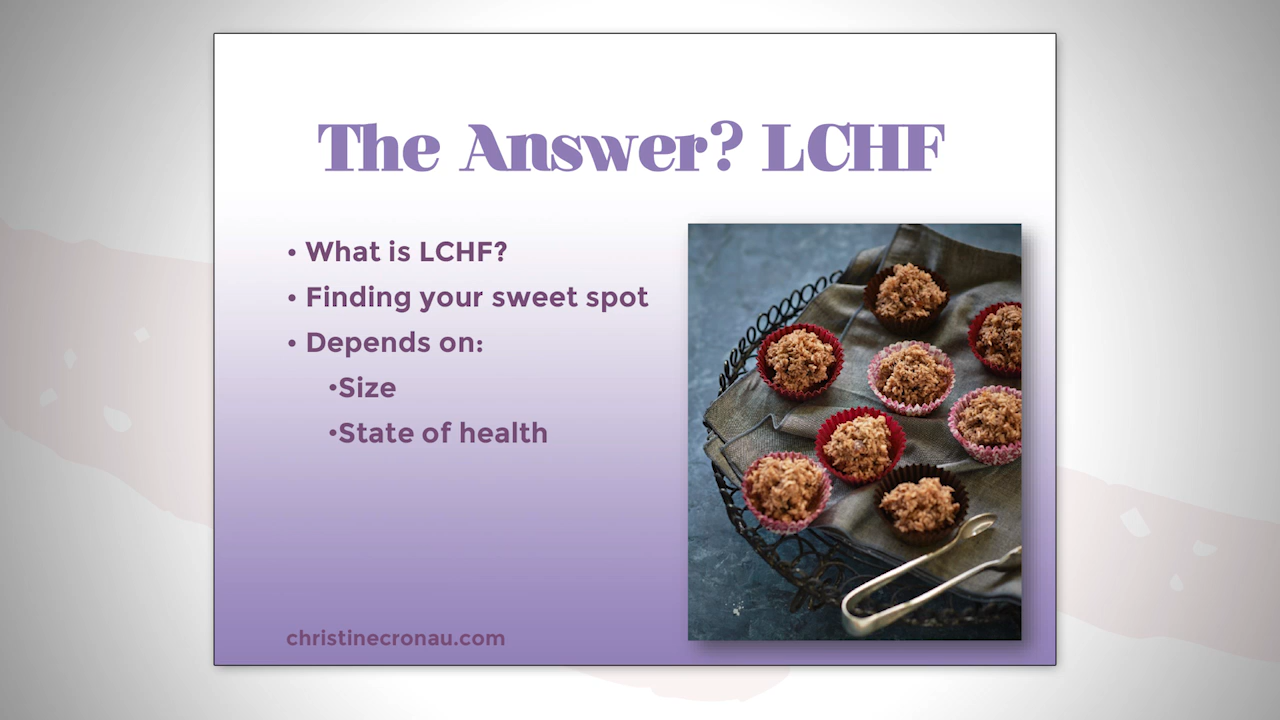 The Answer? LCHF
• What is LCHF?
• Finding your sweet spot
• Depends on:
•Size
•State of health
christinecronau.com